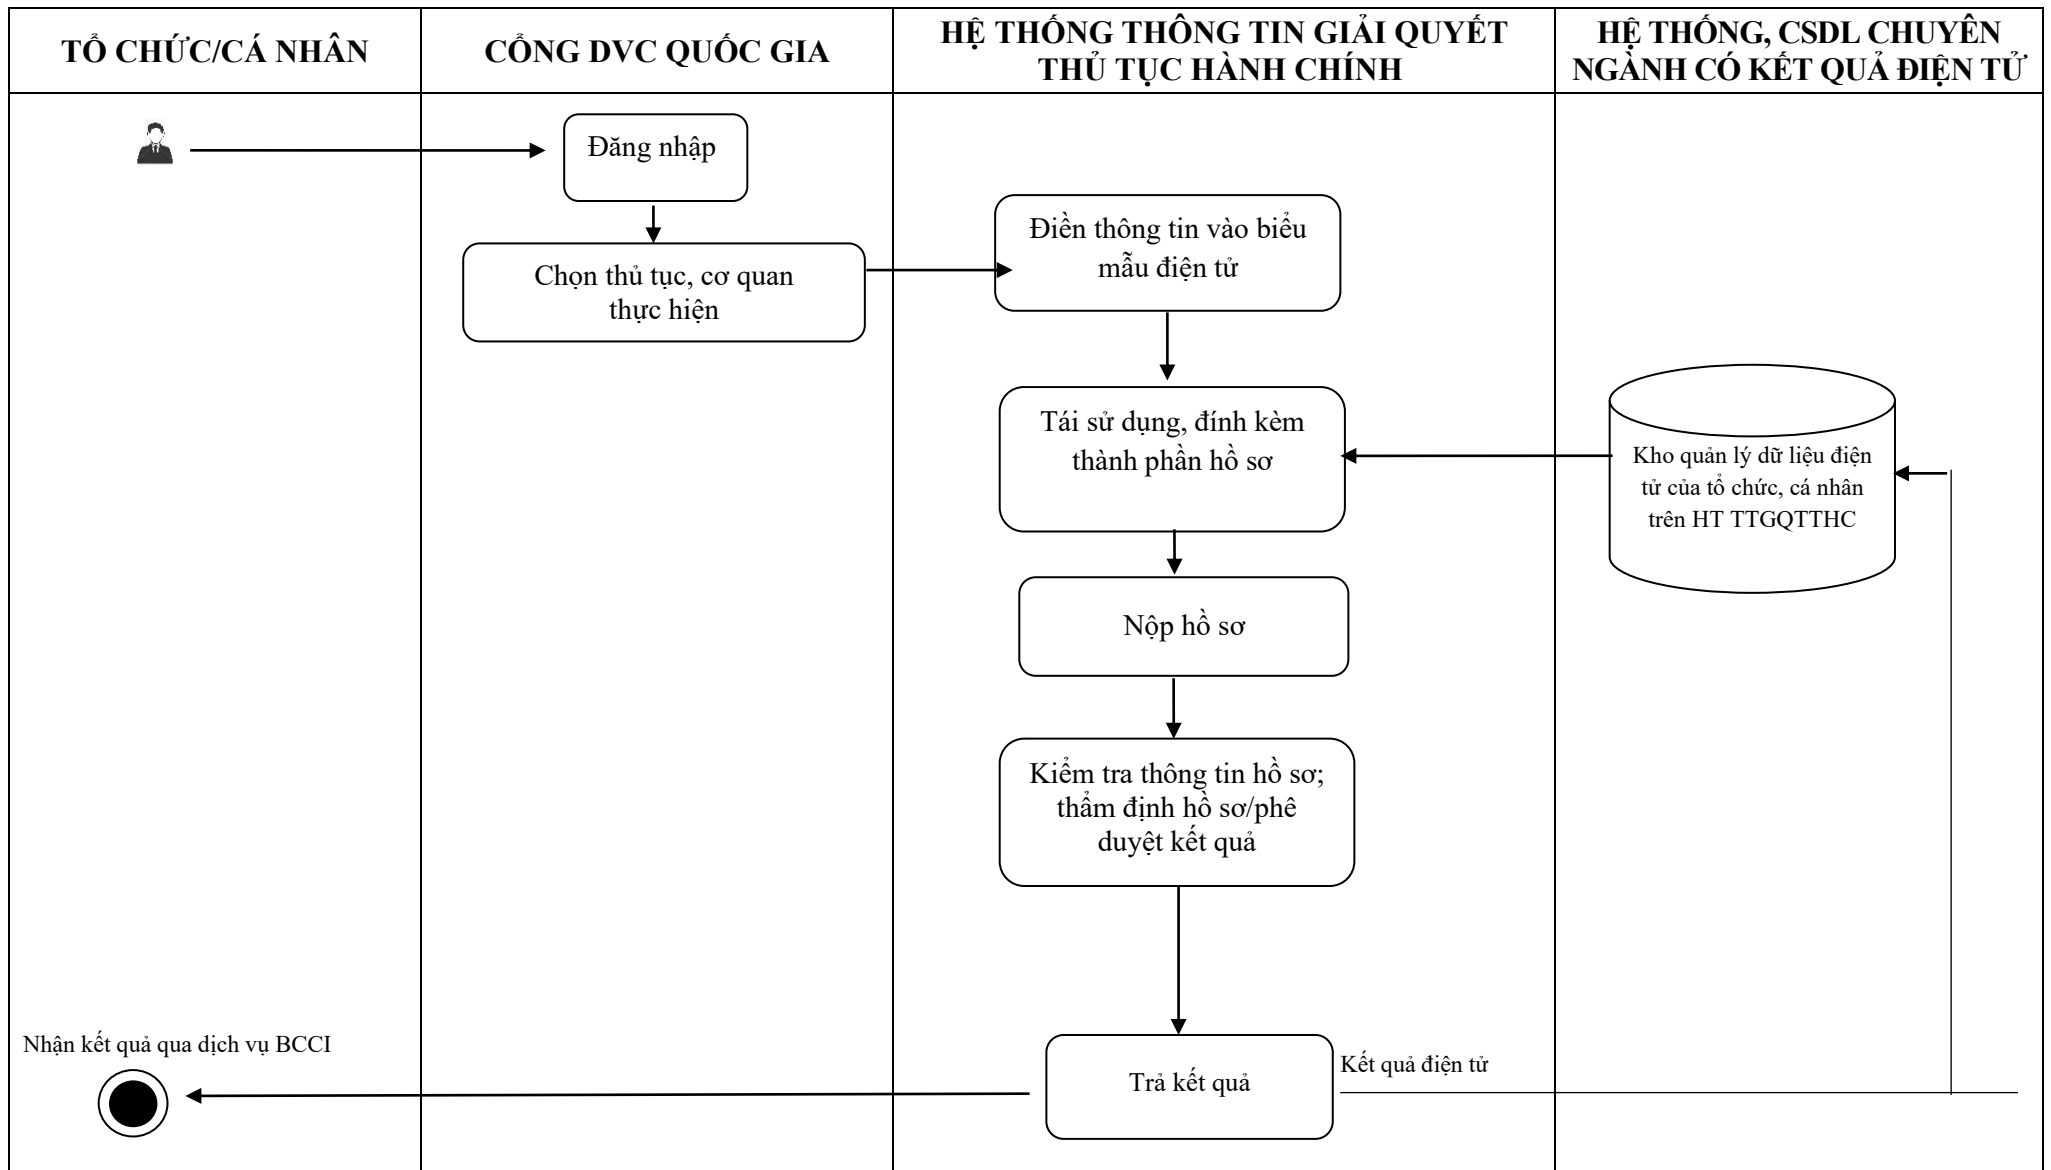 TỔ CHỨC/CÁ NHÂN
CỔNG DVC QUỐC GIA
HỆ THỐNG THÔNG TIN GIẢI QUYẾT
THỦ TỤC HÀNH CHÍNH
HỆ THỐNG, CSDL CHUYÊN
NGÀNH CÓ KẾT QUẢ ĐIỆN TỬ
Đăng nhập
Chọn thủ tục, cơ quan
thực hiện
Điền thông tin vào biểu
mẫu điện tử
Tái sử dụng, đính kèm
thành phần hồ sơ
Kho quản lý dữ liệu điện
tử của tổ chức, cá nhân
trên HT TTGQTTHC
Nộp hồ sơ
Kiểm tra thông tin hồ sơ;
thẩm định hồ sơ/phê
duyệt kết quả
Nhận kết quả qua dịch vụ BCCI
Trả kết quả
Kết quả điện tử